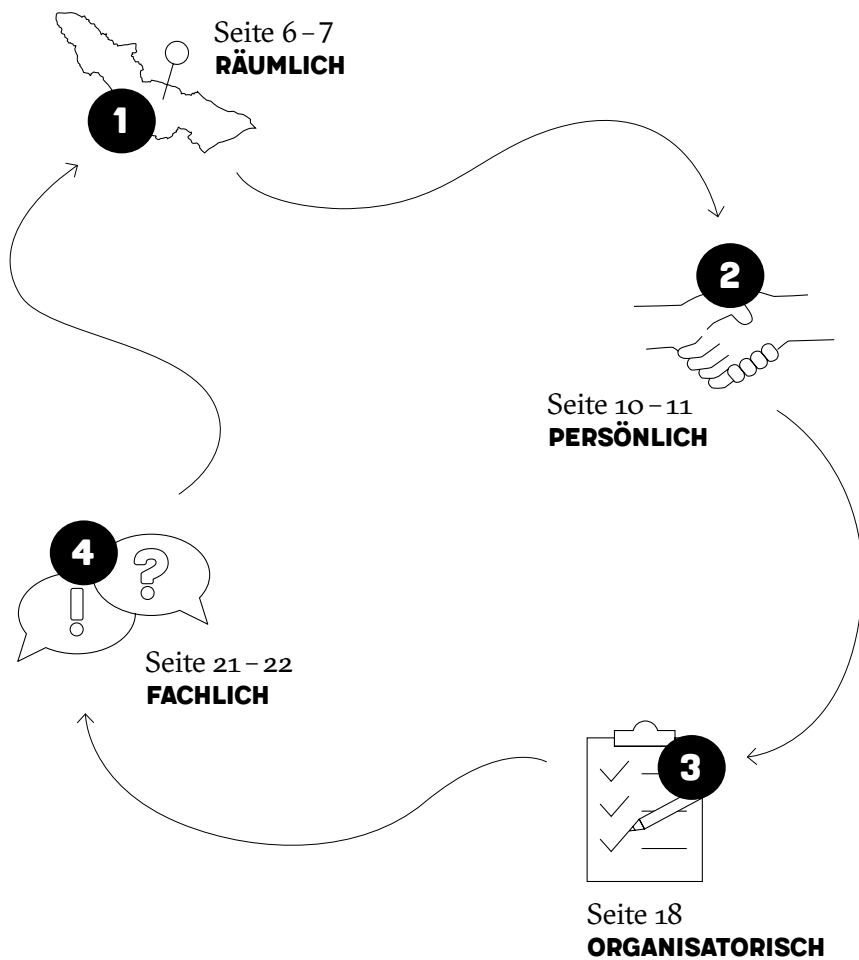 Seite 6–7
RÄUMLICH
1
2
Seite 10–11
PERSÖNLICH
3
Seite 18
ORGANISATORISCH
4
!
?
Seite 21–22
FACHLICH